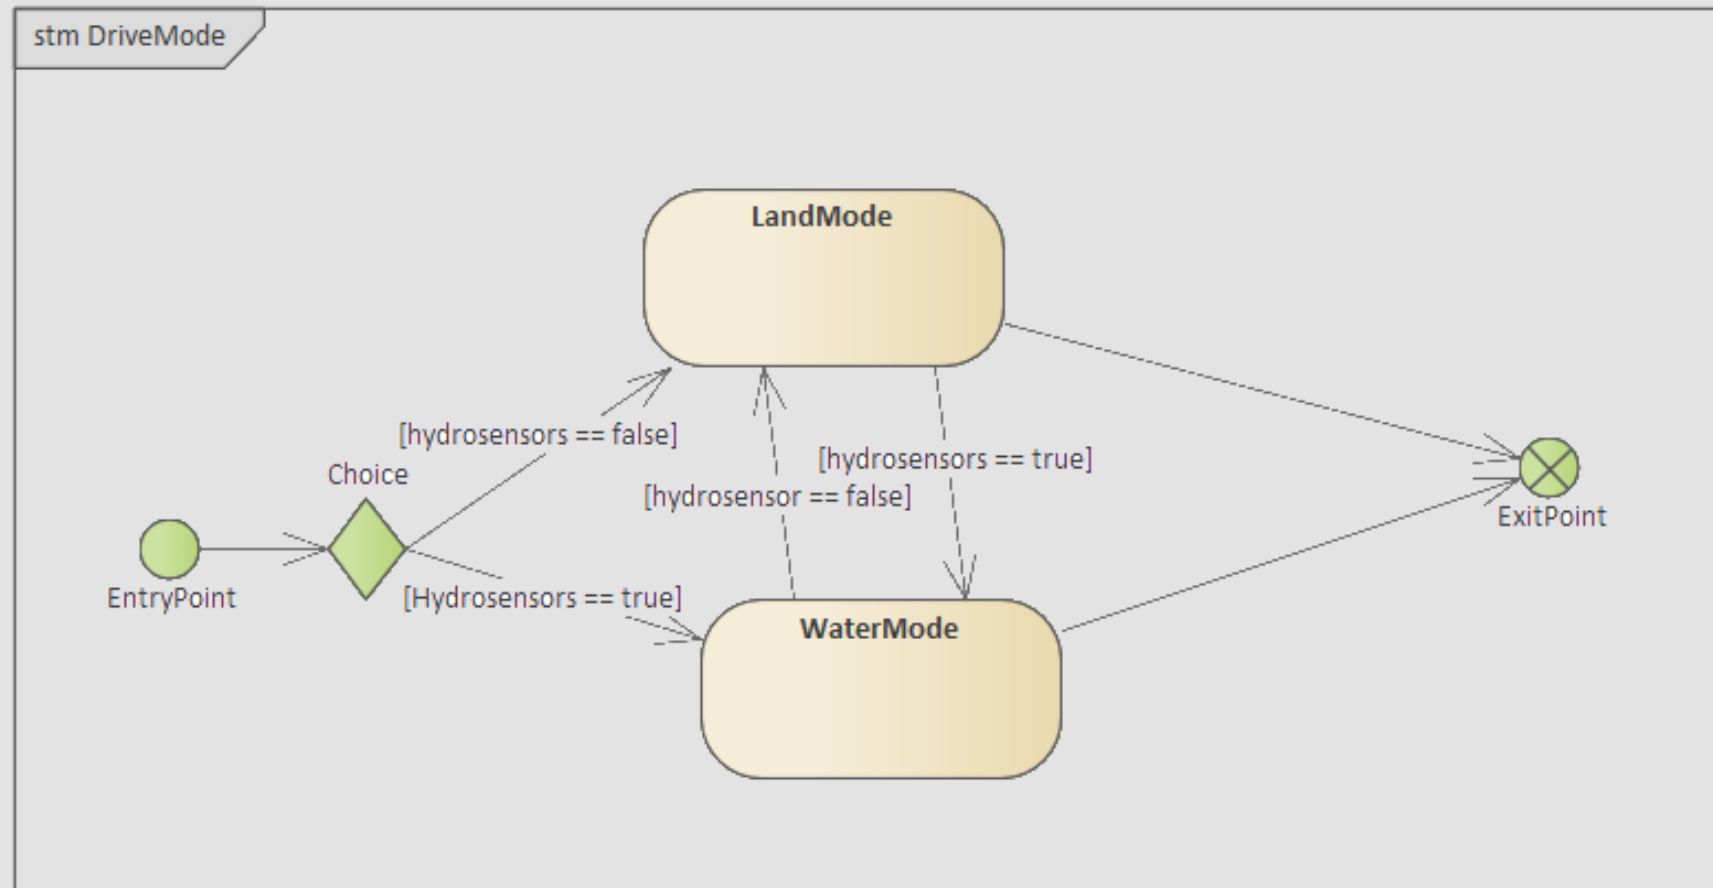 stm DriveMode
LandMode
[hydrosensors == false]
Choice
[hydrosensors == true]
[hydrosensor == false]
ExitPoint
EntryPoint
[Hydrosensors == true]
WaterMode